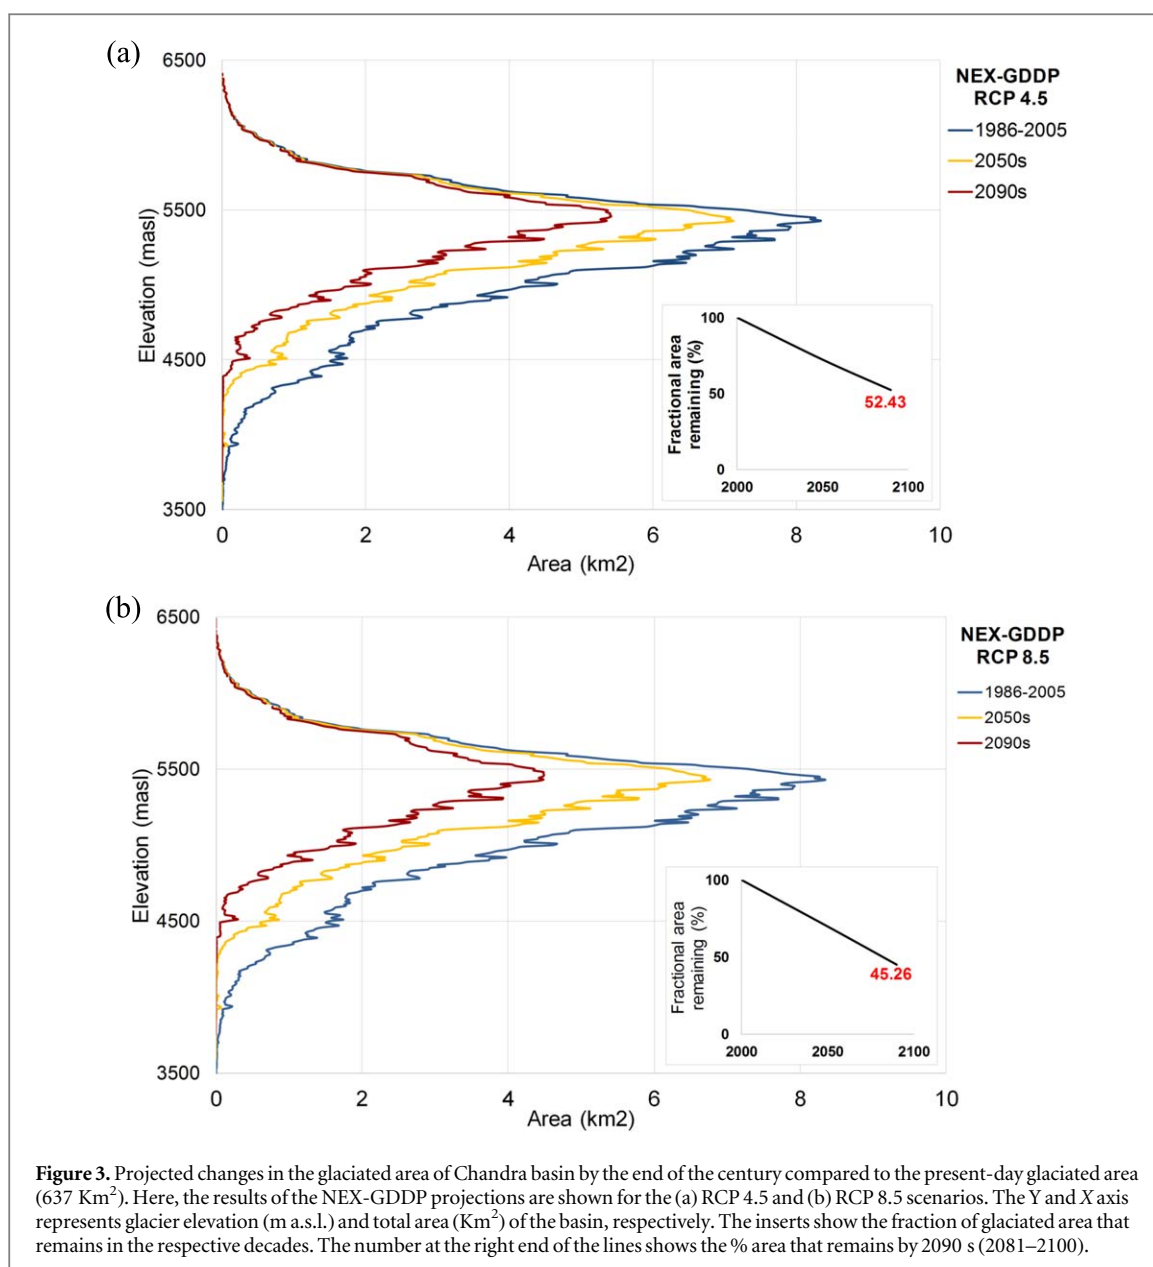 (a)
6500
5500
4500
3500
Elevation (masl)
0 2 4 6 8 10
Area (km2)
NEX-GDDP
RCP 4.5
1986-2005
2050s
2090s
Fractional area
remaining (%)
100
50
0
52.43
2000 2050 2100
(b)
6500
5500
4500
3500
Elevation (masl)
0 2 4 6 8 10
Area (km2)
NEX-GDDP
RCP 8.5
1986-2005
2050s
2090s
Fractional area
remaining (%)
100
50
0
45.26
2000 2050 2100
Figure 3. Projected changes in the glaciated area of Chandra basin by the end of the century compared to the present-day glaciated area
(637 Km2). Here, the results of the NEX-GDDP projections are shown for the (a) RCP 4.5 and (b) RCP 8.5 scenarios. The Y and X axis
represents glacier elevation (m a.s.l.) and total area (Km2) of the basin, respectively. The inserts show the fraction of glaciated area that
remains in the respective decades. The number at the right end of the lines shows the % area that remains by 2090 s (2081–2100).